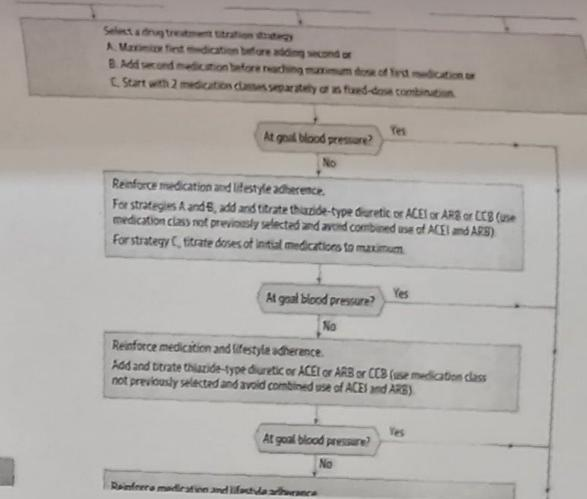 Select a drug treatment titration strategy
A. Maximize first medication before adding second or
B. Add second medication before reaching maximum dose of first medication or
C. Start with 2 medication classes separately or as fixed-dose combination.
At goal blood pressure?
Yes
No
Reinforce medication and lifestyle adherence.
For strategies A and B, add and titrate thiazide-type diuretic or ACEI or ARB or CCB (use
medication class not previously selected and avoid combined use of ACEI and ARB).
For strategy C, titrate doses of initial medications to maximum.
At goal blood pressure?
Yes
No
Reinforce medication and lifestyle adherence.
Add and titrate thiazide-type diuretic or ACEI or ARB or CCB (use medication class
not previously selected and avoid combined use of ACEI and ARB).
At goal blood pressure?
Yes
No
Reinforce medication and lifestyle adherence